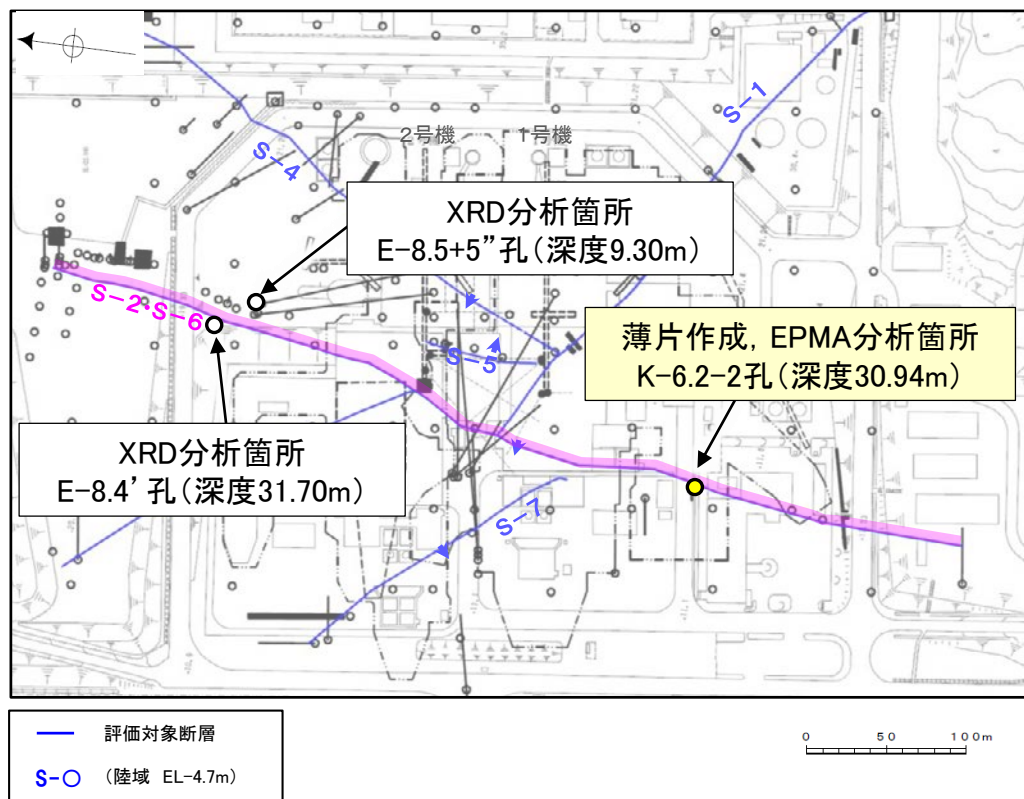 S-1
2号機
1号機
S-4
XRD分析箇所
E-8.5+5”孔(深度9.30m)
S-2・S-6
S-5
薄片作成, EPMA分析箇所
K-6.2-2孔(深度30.94m)
XRD分析箇所
E-8.4’孔(深度31.70m)
S-7
評価対象断層
S-○ (陸域 EL-4.7m)
0 50 100m